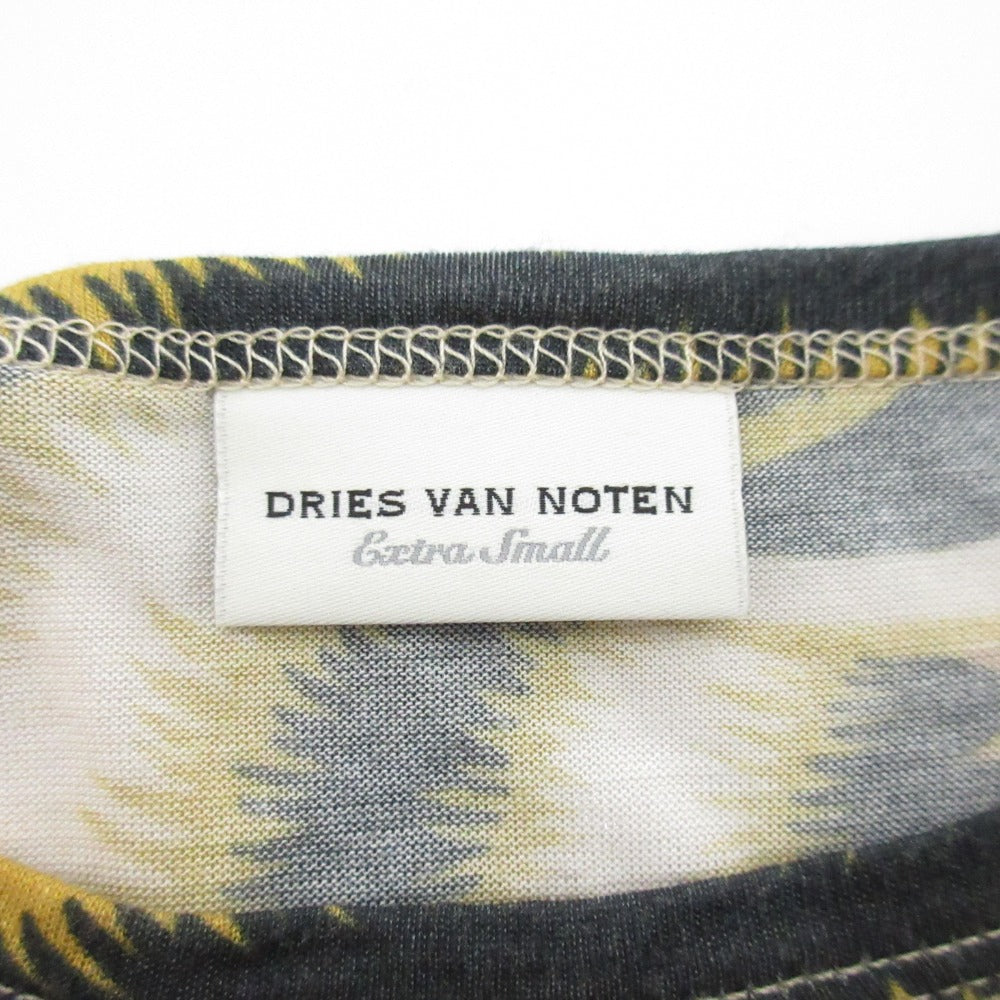 DRIES VAN NOTEN
Extra Small